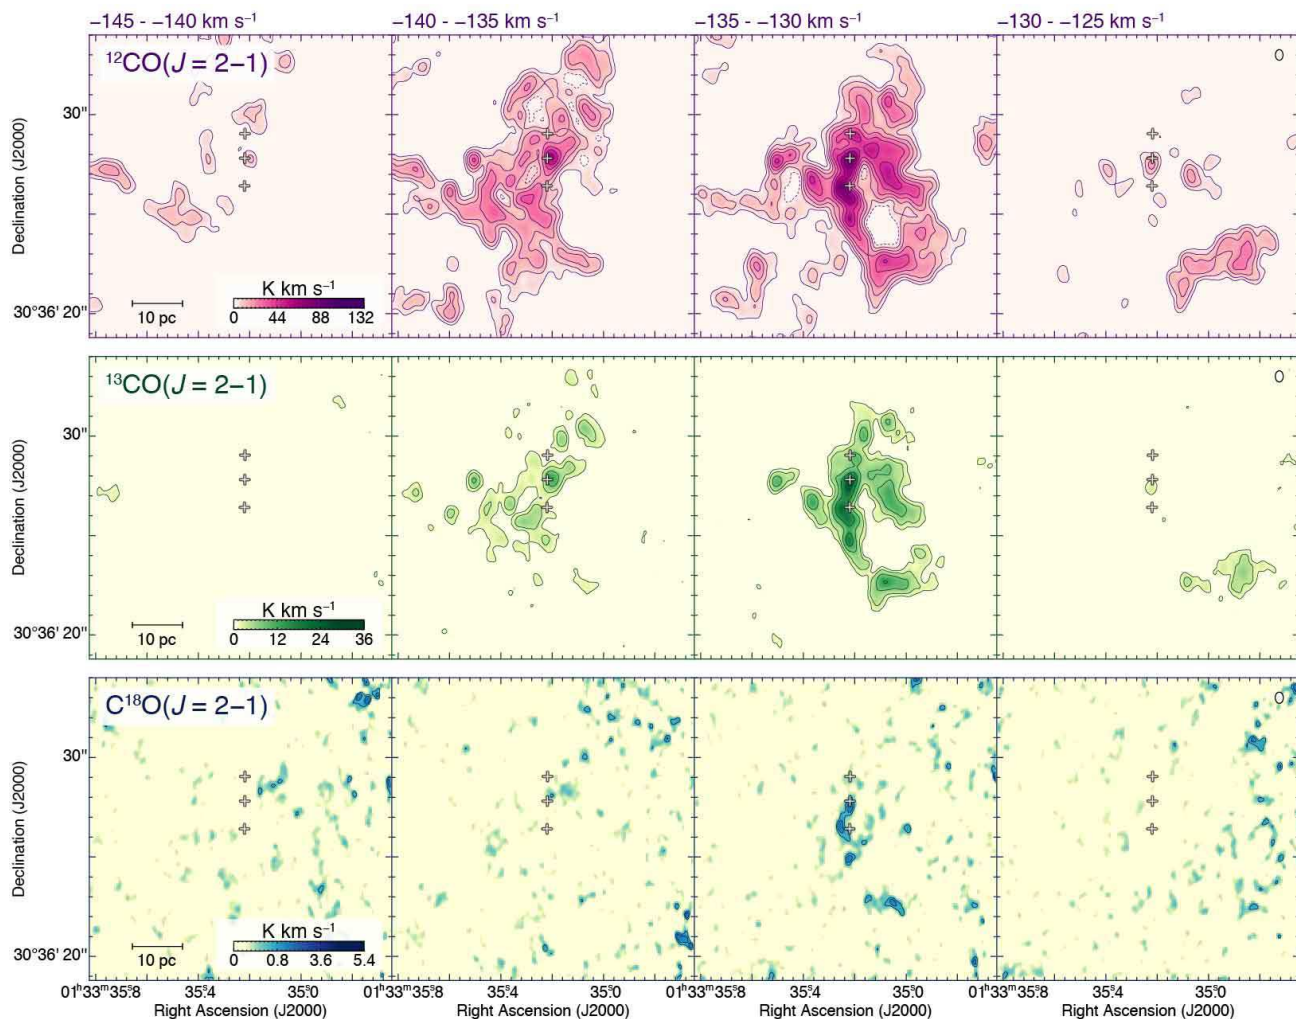 −145 - −140 km s⁻¹ −140 - −135 km s⁻¹ −135 - −130 km s⁻¹ −130 - −125 km s⁻¹
¹²CO(J = 2–1)
30"
Declination (J2000)
K km s⁻¹
10 pc
0 44 88 132
30°36' 20"
¹³CO(J = 2–1)
30"
Declination (J2000)
K km s⁻¹
10 pc
0 12 24 36
30°36' 20"
C¹⁸O(J = 2–1)
30"
Declination (J2000)
K km s⁻¹
10 pc
0 0.8 3.6 5.4
30°36' 20"
01ʰ33ᵐ35ˢ.8 35ˢ.4 35ˢ.0 01ʰ33ᵐ35ˢ.8 35ˢ.4 35ˢ.0 01ʰ33ᵐ35ˢ.8 35ˢ.4 35ˢ.0 01ʰ33ᵐ35ˢ.8 35ˢ.4 35ˢ.0
Right Ascension (J2000) Right Ascension (J2000) Right Ascension (J2000) Right Ascension (J2000)